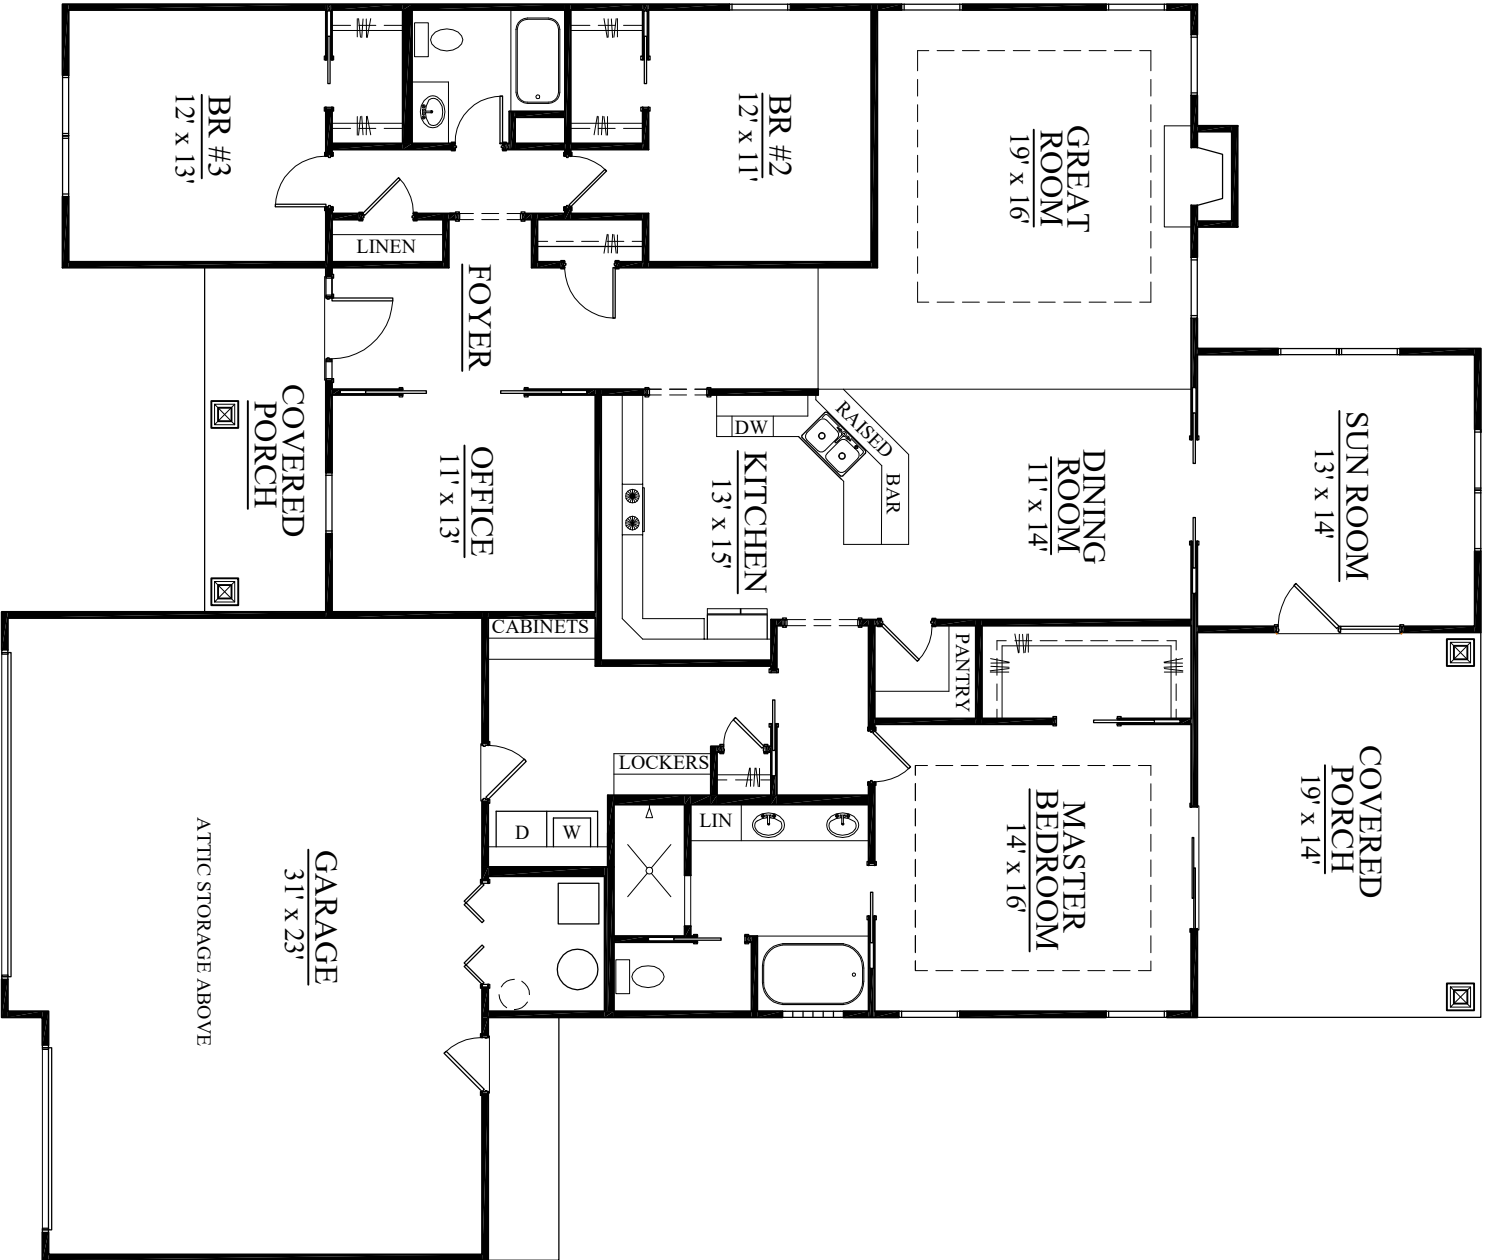 BR #3
12' x 13'
BR #2
12' x 11'
GREAT
ROOM
19' x 16'
LINEN
FOYER
COVERED
PORCH
OFFICE
11' x 13'
DW
RAISED
BAR
KITCHEN
13' x 15'
DINING
ROOM
11' x 14'
SUN ROOM
13' x 14'
CABINETS
PANTRY
LOCKERS
LIN
D
W
MASTER
BEDROOM
14' x 16'
COVERED
PORCH
19' x 14'
GARAGE
31' x 23'
ATTIC STORAGE ABOVE